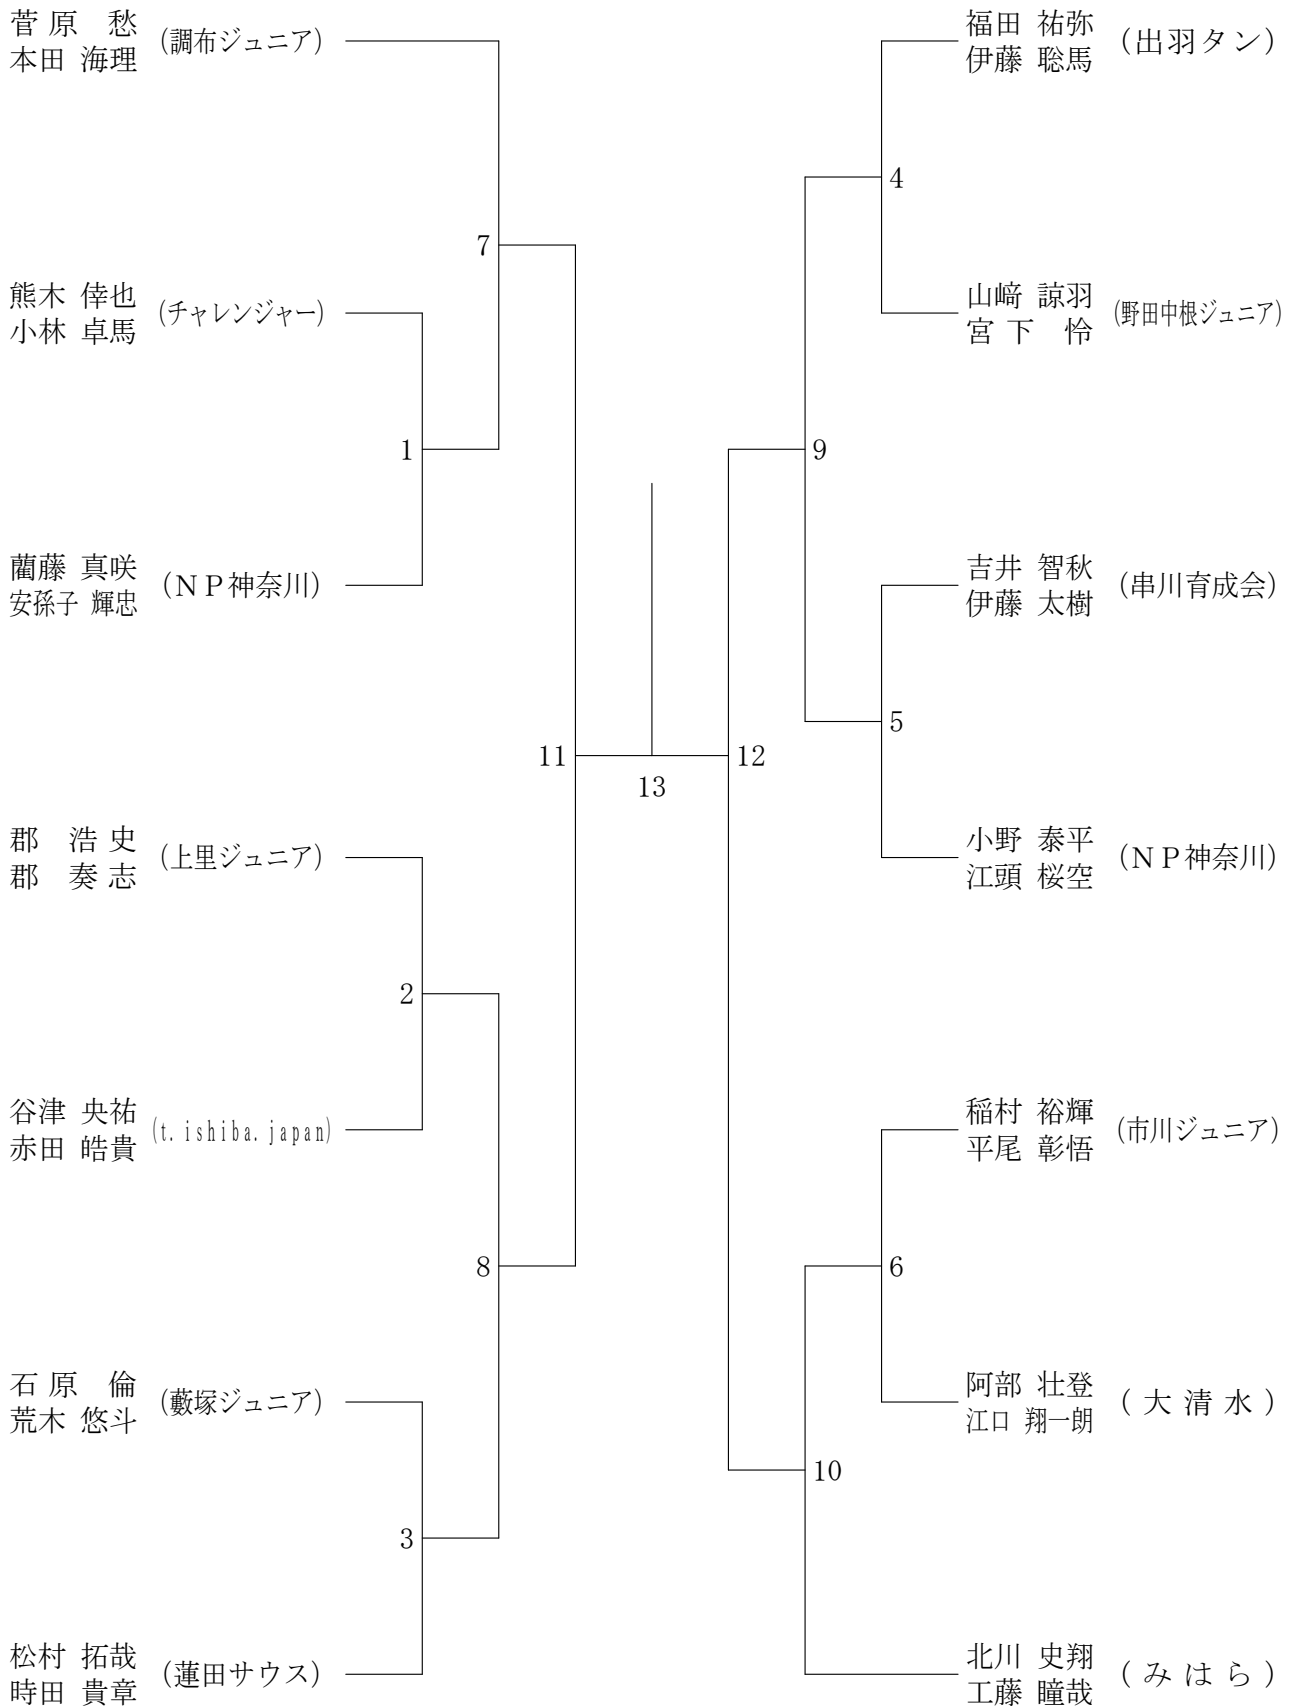 菅原 愁
本田 海理
(調布ジュニア)
7
熊木 倖也
小林 卓馬
(チャレンジャー)
1
藺藤 真咲
安孫子 輝忠
(ＮＰ神奈川)
11
郡 浩史
郡 奏志
(上里ジュニア)
2
谷津 央祐
赤田 皓貴
(t.ishiba.japan)
8
石原 倫
荒木 悠斗
(藪塚ジュニア)
3
松村 拓哉
時田 貴章
(蓮田サウス)
13
福田 祐弥
伊藤 聡馬
(出羽タン)
4
山﨑 諒羽
宮下 怜
(野田中根ジュニア)
9
吉井 智秋
伊藤 太樹
(串川育成会)
5
12
小野 泰平
江頭 桜空
(ＮＰ神奈川)
稲村 裕輝
平尾 彰悟
(市川ジュニア)
6
阿部 壮登
江口 翔一朗
(大清水)
10
北川 史翔
工藤 瞳哉
(みはら)